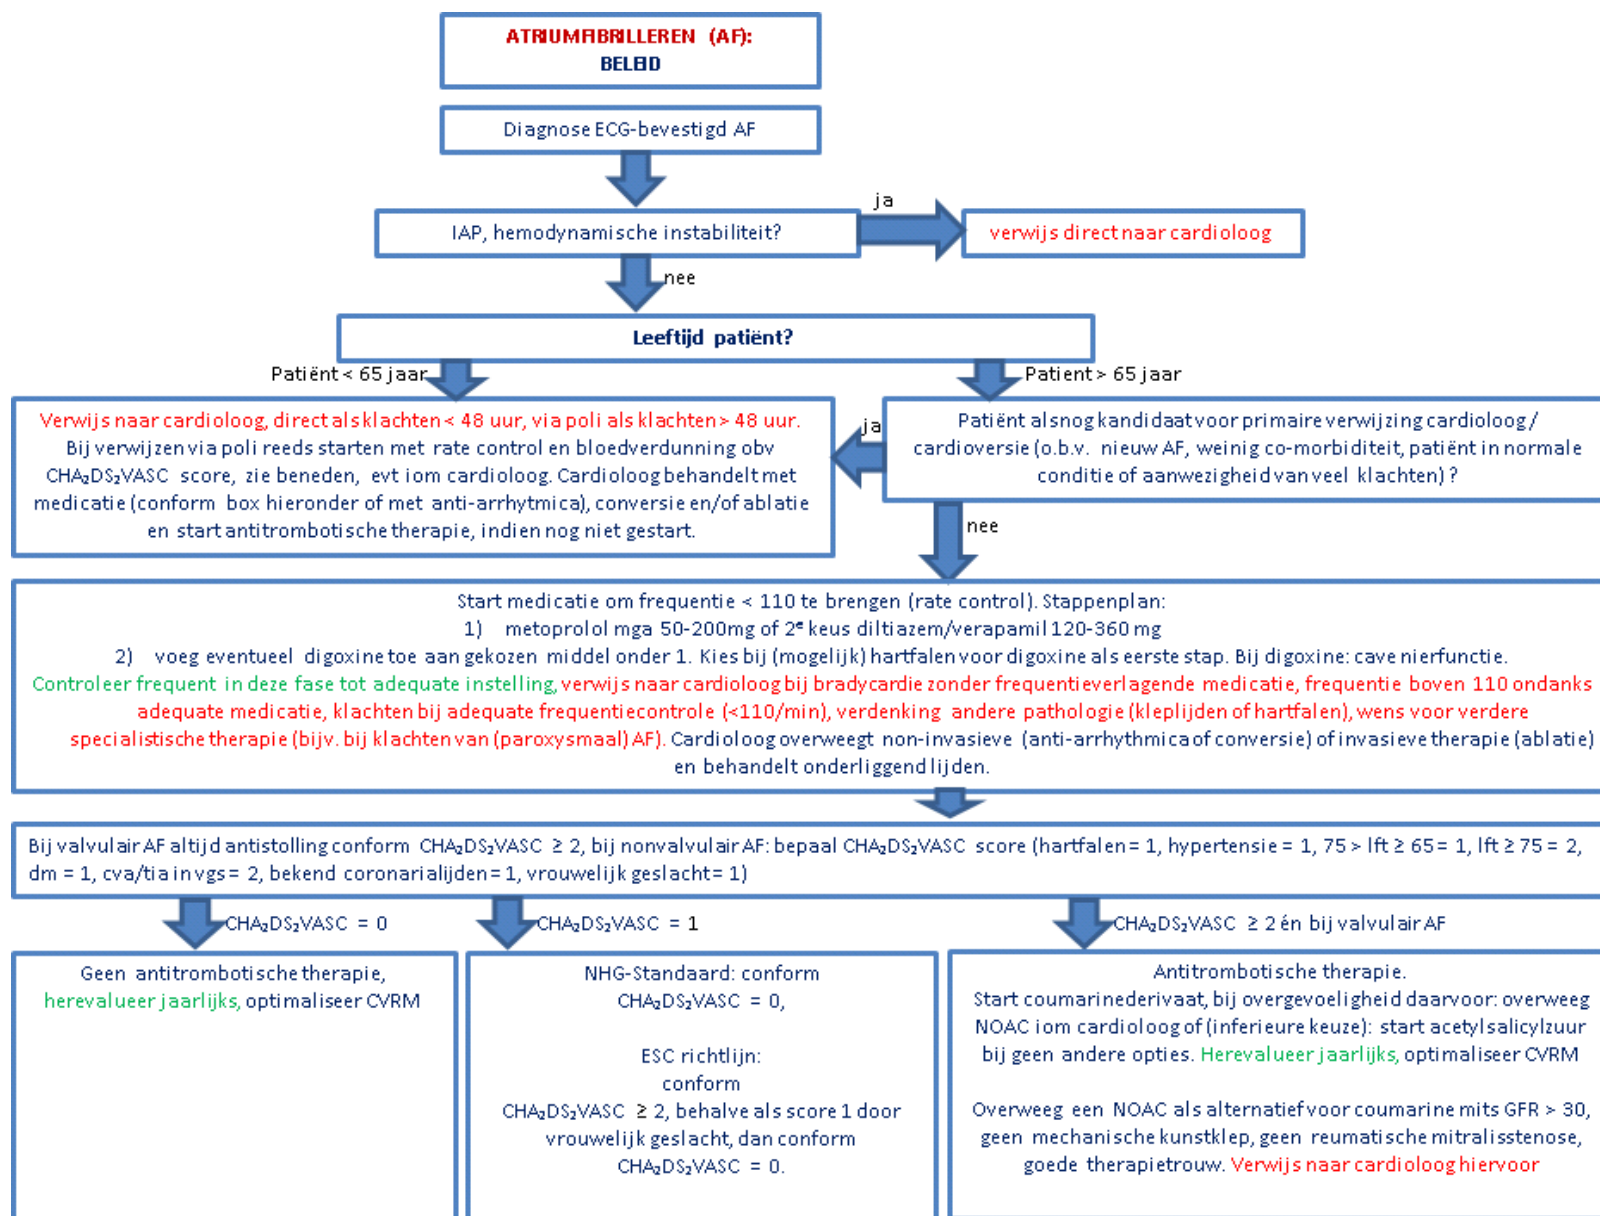 ATRIUMFIBRILLEREN (AF):
BELEID
Diagnose ECG-bevestigd AF
IAP, hemodynamische instabiliteit?
ja
verwijs direct naar cardioloog
nee
Leeftijd patiënt?
Patiënt < 65 jaar
Patient > 65 jaar
Verwijs naar cardioloog, direct als klachten < 48 uur, via poli als klachten > 48 uur.
Bij verwijzen via poli reeds starten met rate control en bloedverdunning obv
CHA₂DS₂VASC score, zie beneden, evt iom cardioloog. Cardioloog behandelt met
medicatie (conform box hieronder of met anti-arrhytmica), conversie en/of ablatie
en start antitrombotische therapie, indien nog niet gestart.
ja
Patiënt alsnog kandidaat voor primaire verwijzing cardioloog/
cardioversie (o.b.v. nieuw AF, weinig co-morbiditeit, patiënt in normale
conditie of aanwezigheid van veel klachten) ?
nee
Start medicatie om frequentie < 110 te brengen (rate control). Stappenplan:
1) metoprolol mga 50-200mg of 2ᵉ keus diltiazem/verapamil 120-360 mg
2) voeg eventueel digoxine toe aan gekozen middel onder 1. Kies bij (mogelijk) hartfalen voor digoxine als eerste stap. Bij digoxine: cave nierfunctie.
Controleer frequent in deze fase tot adequate instelling, verwijs naar cardioloog bij bradycardie zonder frequentieverlagende medicatie, frequentie boven 110 ondanks
adequate medicatie, klachten bij adequate frequentiecontrole (<110/min), verdenking andere pathologie (kleplijden of hartfalen), wens voor verdere
specialistische therapie (bijv. bij klachten van (paroxysmaal) AF). Cardioloog overweegt non-invasieve (anti-arrhythmica of conversie) of invasieve therapie (ablatie)
en behandelt onderliggend lijden.
Bij valvulair AF altijd antistolling conform CHA₂DS₂VASC ≥ 2, bij nonvalvulair AF: bepaal CHA₂DS₂VASC score (hartfalen = 1, hypertensie = 1, 75 > lft ≥ 65 = 1, lft ≥ 75 = 2,
dm = 1, cva/tia in vgs = 2, bekend coronarialijden = 1, vrouwelijk geslacht = 1)
CHA₂DS₂VASC = 0
CHA₂DS₂VASC = 1
CHA₂DS₂VASC ≥ 2 én bij valvulair AF
Geen antitrombotische therapie,
herevalueer jaarlijks, optimaliseer CVRM
NHG-Standaard: conform
CHA₂DS₂VASC = 0,
ESC richtlijn:
conform
CHA₂DS₂VASC ≥ 2, behalve als score 1 door
vrouwelijk geslacht, dan conform
CHA₂DS₂VASC = 0.
Antitrombotische therapie.
Start coumarinederivaat, bij overgevoeligheid daarvoor: overweeg
NOAC iom cardioloog of (inferieure keuze): start acetylsalicylzuur
bij geen andere opties. Herevalueer jaarlijks, optimaliseer CVRM
Overweeg een NOAC als alternatief voor coumarine mits GFR > 30,
geen mechanische kunstklep, geen reumatische mitralisstenose,
goede therapietrouw. Verwijs naar cardioloog hiervoor